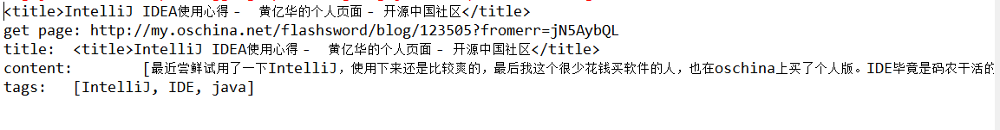 <title>IntelliJ IDEA使用心得 -  黄亿华的个人页面 - 开源中国社区</title>
get page: http://my.oschina.net/flashsword/blog/123505?fromerr=jN5AybQL
title:  <title>IntelliJ IDEA使用心得 -  黄亿华的个人页面 - 开源中国社区</title>
content:        [最近尝鲜试用了一下IntelliJ，使用下来还是比较爽的，最后我这个很少花钱买软件的人，也在oschina上买了个人版。IDE毕竟是码农干活的
tags:   [IntelliJ, IDE, java]